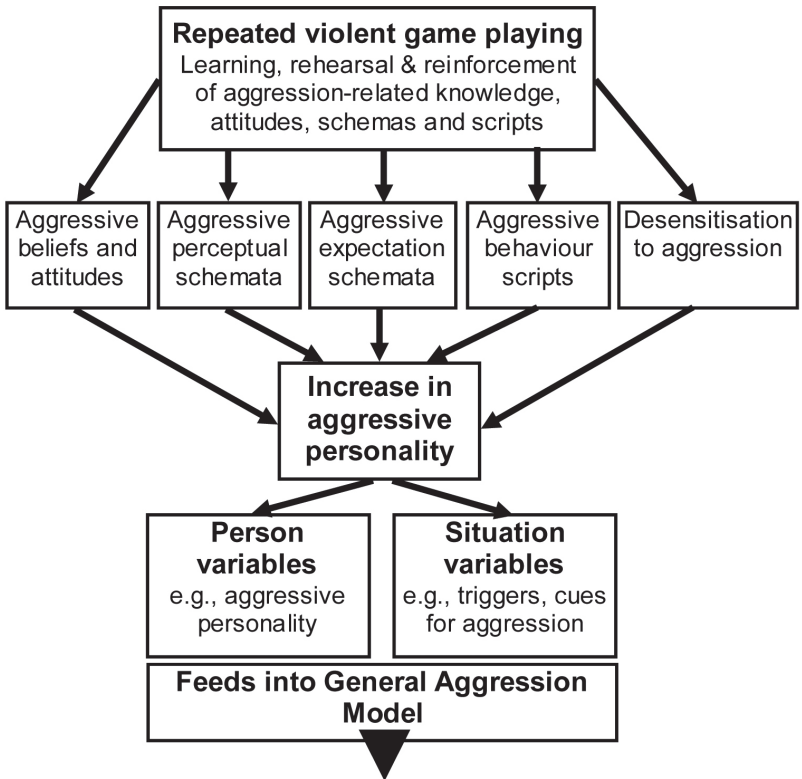 Repeated violent game playing
Learning, rehearsal & reinforcement
of aggression-related knowledge,
attitudes, schemas and scripts
Aggressive
beliefs and
attitudes
Aggressive
perceptual
schemata
Aggressive
expectation
schemata
Aggressive
behaviour
scripts
Desensitisation
to aggression
Increase in
aggressive
personality
Person
variables
e.g., aggressive
personality
Situation
variables
e.g., triggers, cues
for aggression
Feeds into General Aggression
Model